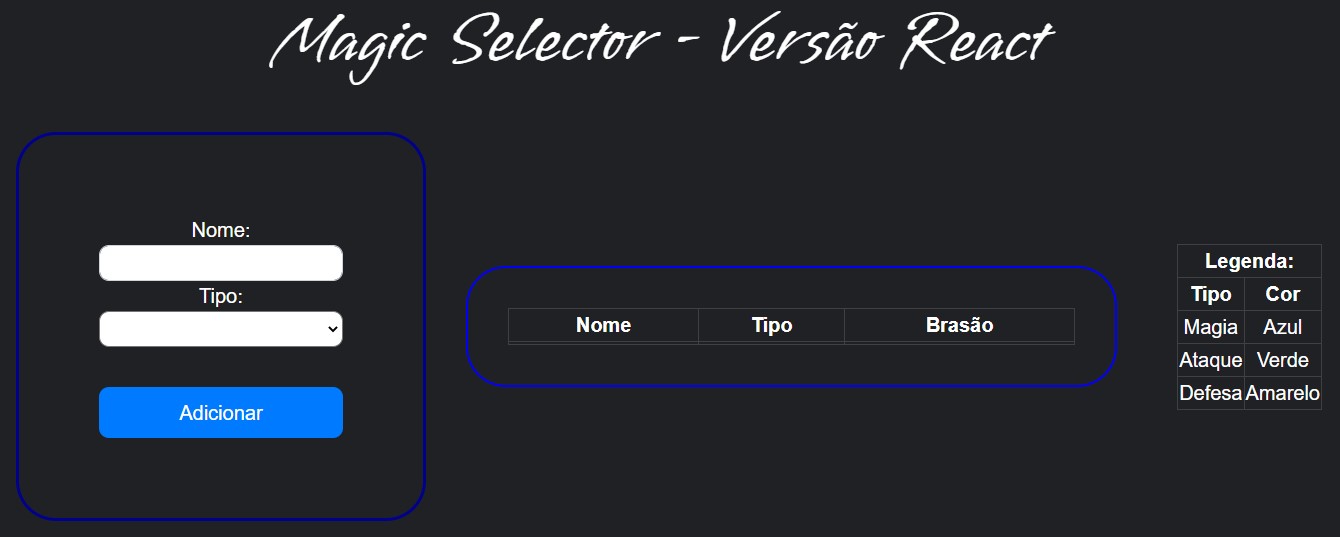 Magic Selector - Versão React
Nome:
Tipo:
Adicionar
Nome Tipo Brasão
Legenda:
Tipo Cor
Magia Azul
Ataque Verde
Defesa Amarelo